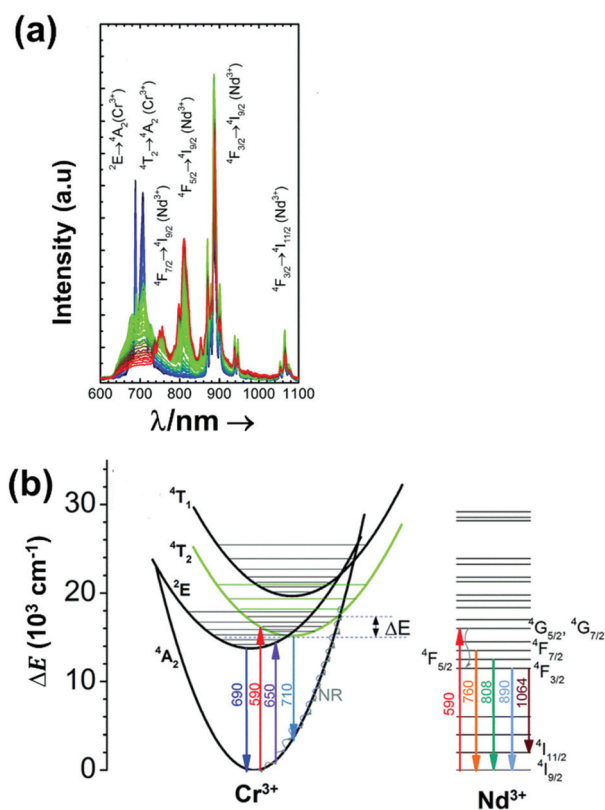 (a)
Intensity (a.u)
²E→⁴A₂(Cr³⁺)
⁴T₂→⁴A₂ (Cr³⁺)
⁴F₇/₂→⁴I₉/₂ (Nd³⁺)
⁴F₅/₂→⁴I₉/₂ (Nd³⁺)
⁴F₃/₂→⁴I₉/₂ (Nd³⁺)
⁴F₃/₂→⁴I₁₁/₂ (Nd³⁺)
600 700 800 900 1000 1100
λ/nm →
(b)
ΔE (10³ cm⁻¹)
30
20
10
0
⁴T₁
⁴T₂
²E
⁴A₂
ΔE
690
590
650
710
NR
Cr³⁺
⁴G₅/₂, ⁴G₇/₂
⁴F₇/₂
⁴F₅/₂
⁴F₃/₂
590
760
808
890
1064
⁴I₁₁/₂
⁴I₉/₂
Nd³⁺